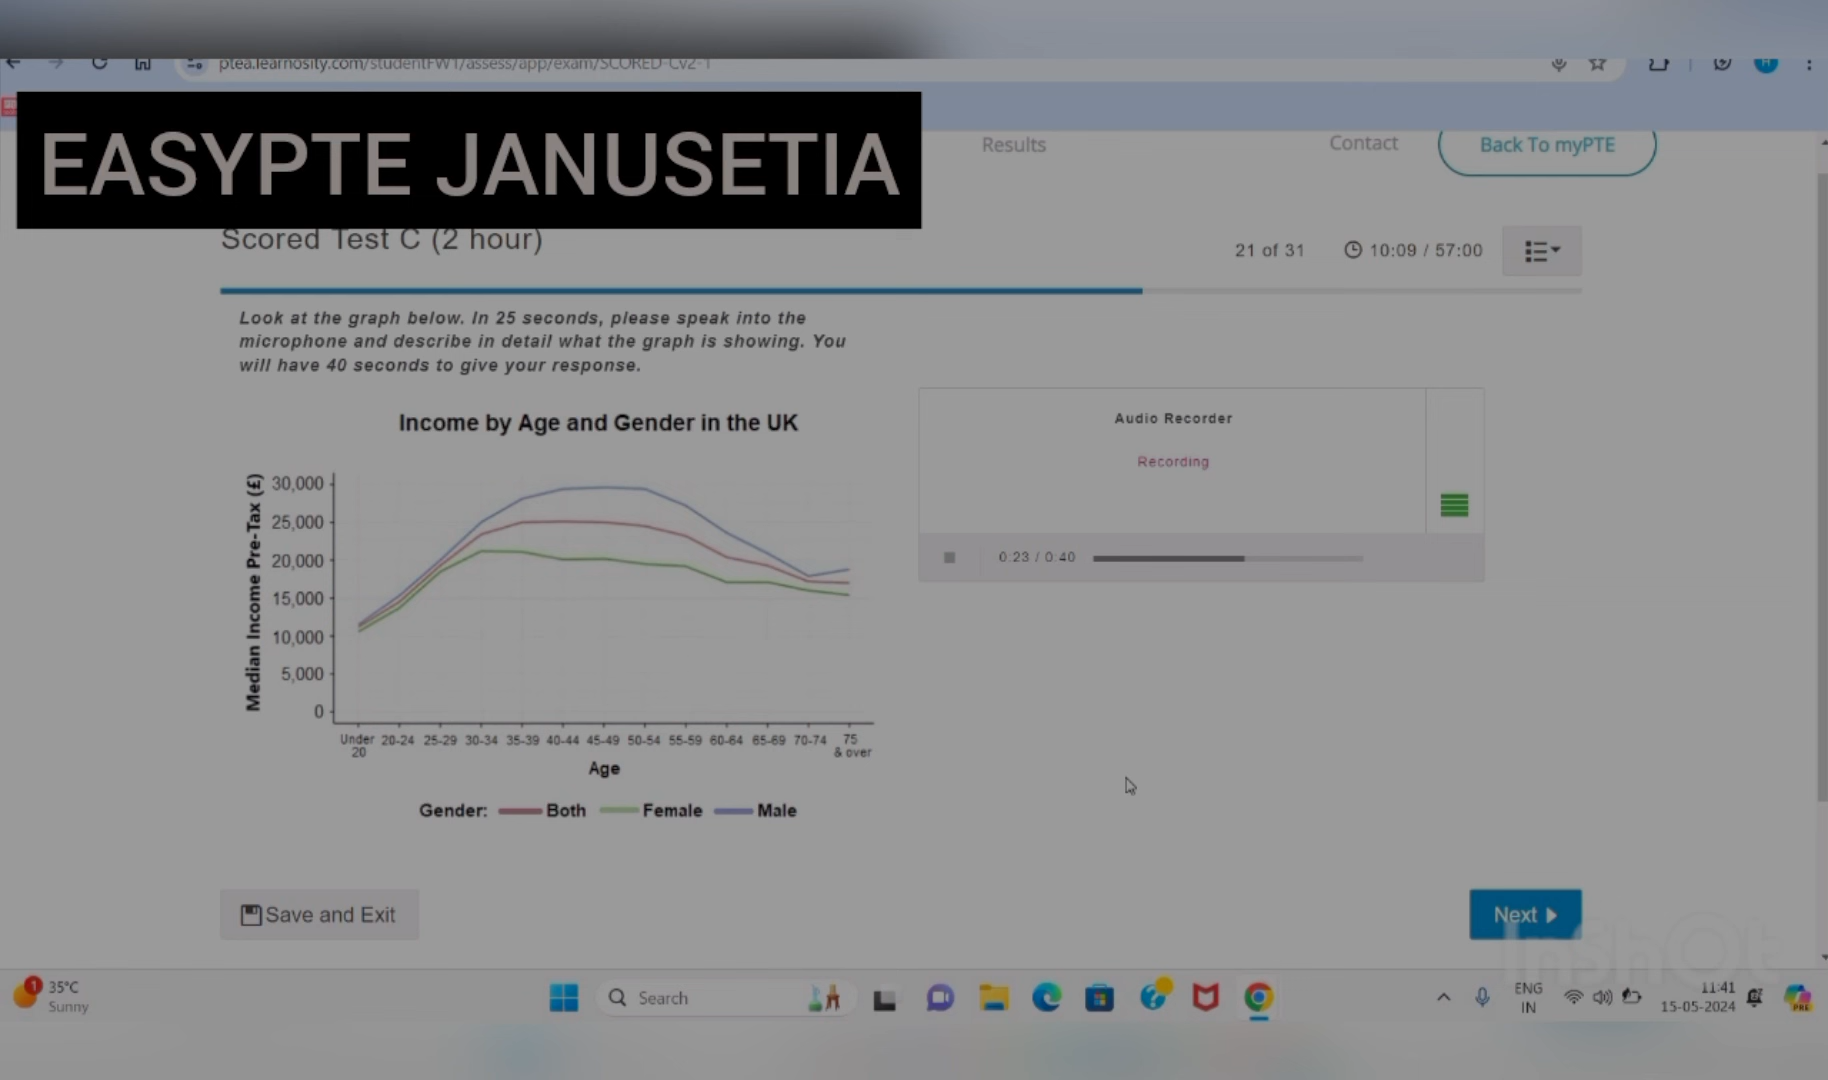 ptea.learnosity.com/studentFW1/assess/app/exam/SCORED-Cv2-1
EASYPTE JANUSETIA
Results
Contact
Back To myPTE
Scored Test C (2 hour)
21 of 31
10:09 / 57:00
Look at the graph below. In 25 seconds, please speak into the
microphone and describe in detail what the graph is showing. You
will have 40 seconds to give your response.
Income by Age and Gender in the UK
Median Income Pre-Tax (£)
30,000
25,000
20,000
15,000
10,000
5,000
0
Under 20-24 25-29 30-34 35-39 40-44 45-49 50-54 55-59 60-64 65-69 70-74 75
20 & over
Age
Gender: Both Female Male
Audio Recorder
Recording
0:23 / 0:40
Save and Exit
Next
InShOt
1
35°C
Sunny
Search
ENG
IN
11:41
15-05-2024
PRE